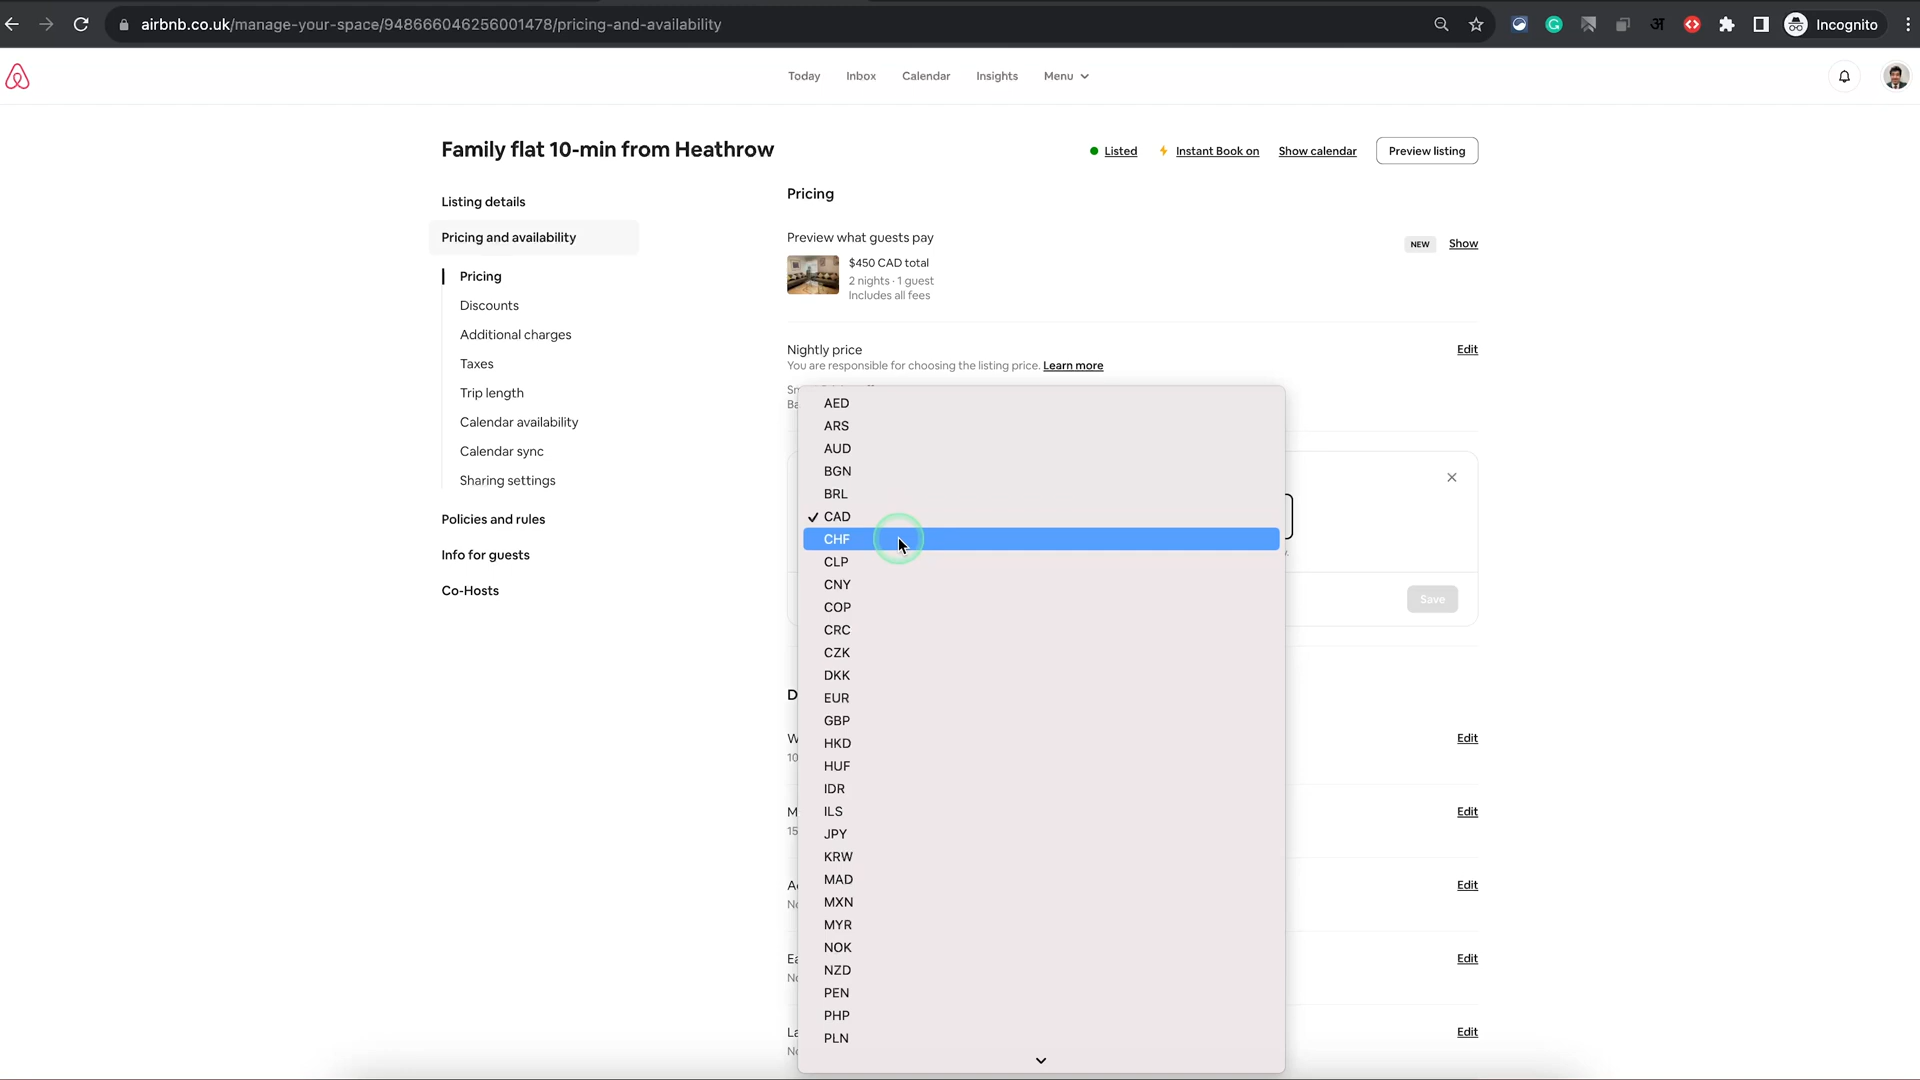 airbnb.co.uk/manage-your-space/948666046256001478/pricing-and-availability
Incognito
Today
Inbox
Calendar
Insights
Menu
Family flat 10-min from Heathrow
Listed
Instant Book on
Show calendar
Preview listing
Listing details
Pricing and availability
Pricing
Discounts
Additional charges
Taxes
Trip length
Calendar availability
Calendar sync
Sharing settings
Policies and rules
Info for guests
Co-Hosts
Pricing
Preview what guests pay
NEW
Show
$450 CAD total
2 nights · 1 guest
Includes all fees
Nightly price
Edit
You are responsible for choosing the listing price. Learn more
AED
ARS
AUD
BGN
BRL
CAD
CHF
CLP
CNY
COP
CRC
CZK
DKK
EUR
GBP
HKD
HUF
IDR
ILS
JPY
KRW
MAD
MXN
MYR
NOK
NZD
PEN
PHP
PLN
Save
Edit
Edit
Edit
Edit
Edit